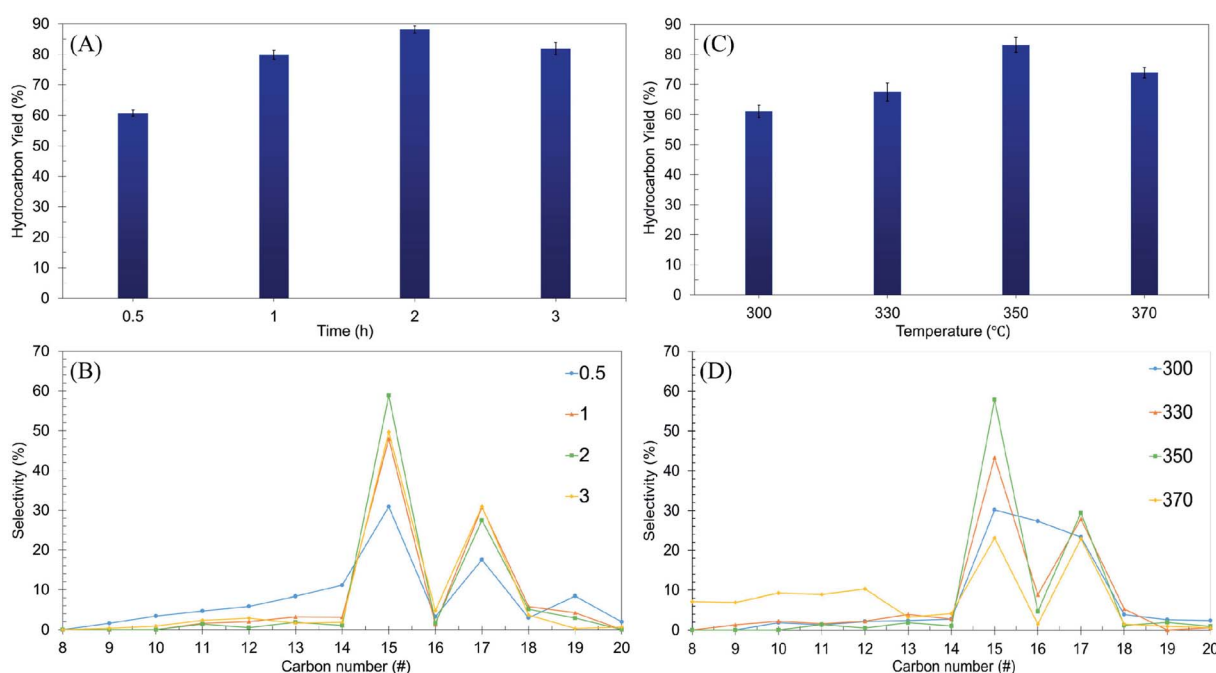 (A)
Hydrocarbon Yield (%)
90
80
70
60
50
40
30
20
10
0
0.5 1 2 3
Time (h)
(C)
Hydrocarbon Yield (%)
90
80
70
60
50
40
30
20
10
0
300 330 350 370
Temperature (℃)
(B)
Selectivity (%)
70
60
50
40
30
20
10
0
0.5
1
2
3
8 9 10 11 12 13 14 15 16 17 18 19 20
Carbon number (#)
(D)
Selectivity (%)
70
60
50
40
30
20
10
0
300
330
350
370
8 9 10 11 12 13 14 15 16 17 18 19 20
Carbon number (#)